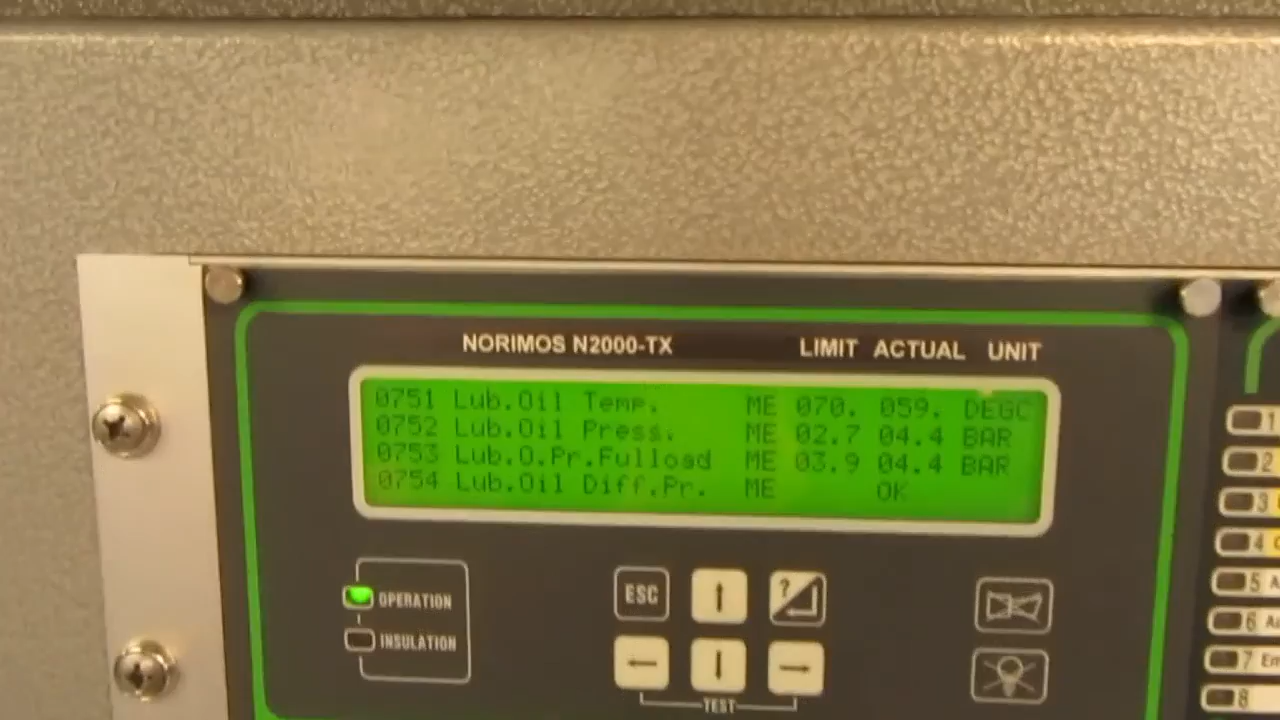 NORIMOS N2000-TX LIMIT ACTUAL UNIT
0751 Lub.Oil Temp. ME 070. 059. DEGC
0752 Lub.Oil Press. ME 02.7 04.4 BAR
0753 Lub.O.Pr.Fulload ME 03.9 04.4 BAR
0754 Lub.Oil Diff.Pr. ME OK
OPERATION
INSULATION
ESC
?
TEST
1
2
3
4
5
6
7
8